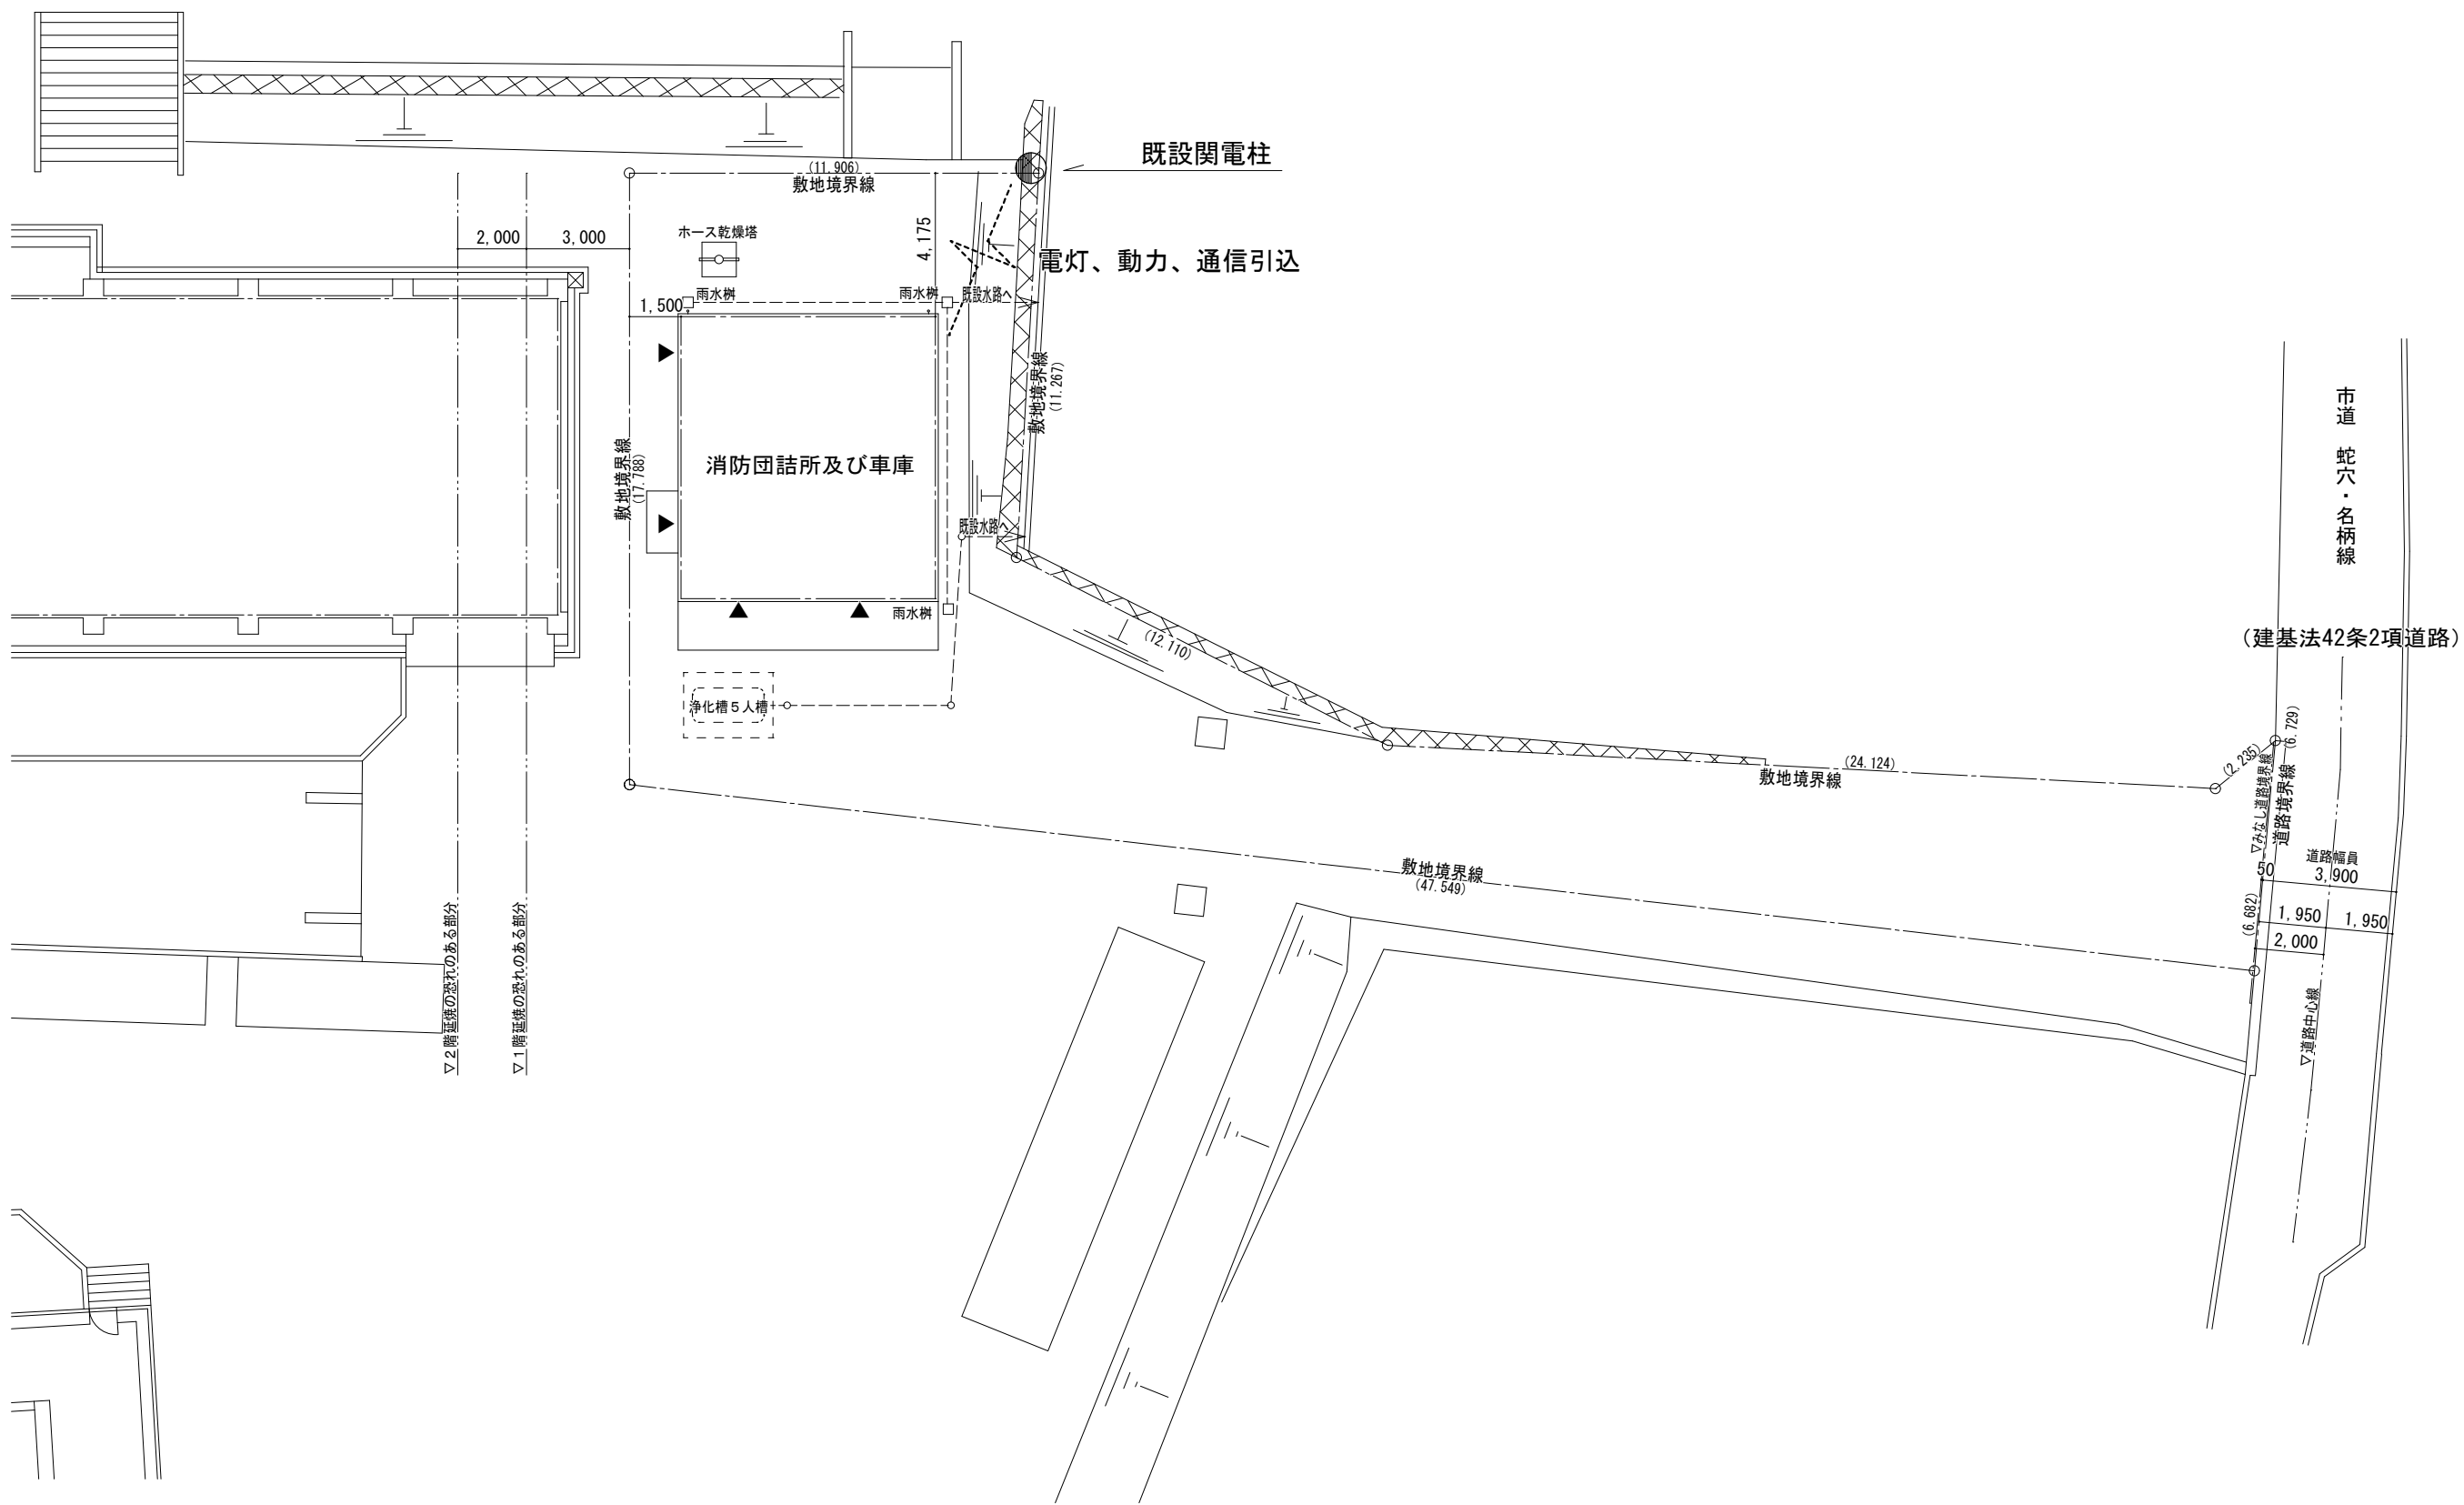 既設関電柱
(11.906)
敷地境界線
2,000
3,000
ホース乾燥塔
4,175
電灯、動力、通信引込
雨水桝
雨水桝
既設水路へ
1,500
敷地境界線
(11.267)
市道　蛇穴・名柄線
消防団詰所及び車庫
敷地境界線
(17.788)
既設水路へ
雨水桝
(12.110)
(建基法42条2項道路)
浄化槽５人槽
(6.729)
(2.235)
(24.124)
敷地境界線
▽みなし道路境界線
道路境界線
敷地境界線
(47.549)
道路幅員
50
3,900
(6.682)
1,950
1,950
2,000
▽２階延焼の恐れのある部分
▽１階延焼の恐れのある部分
▽道路中心線